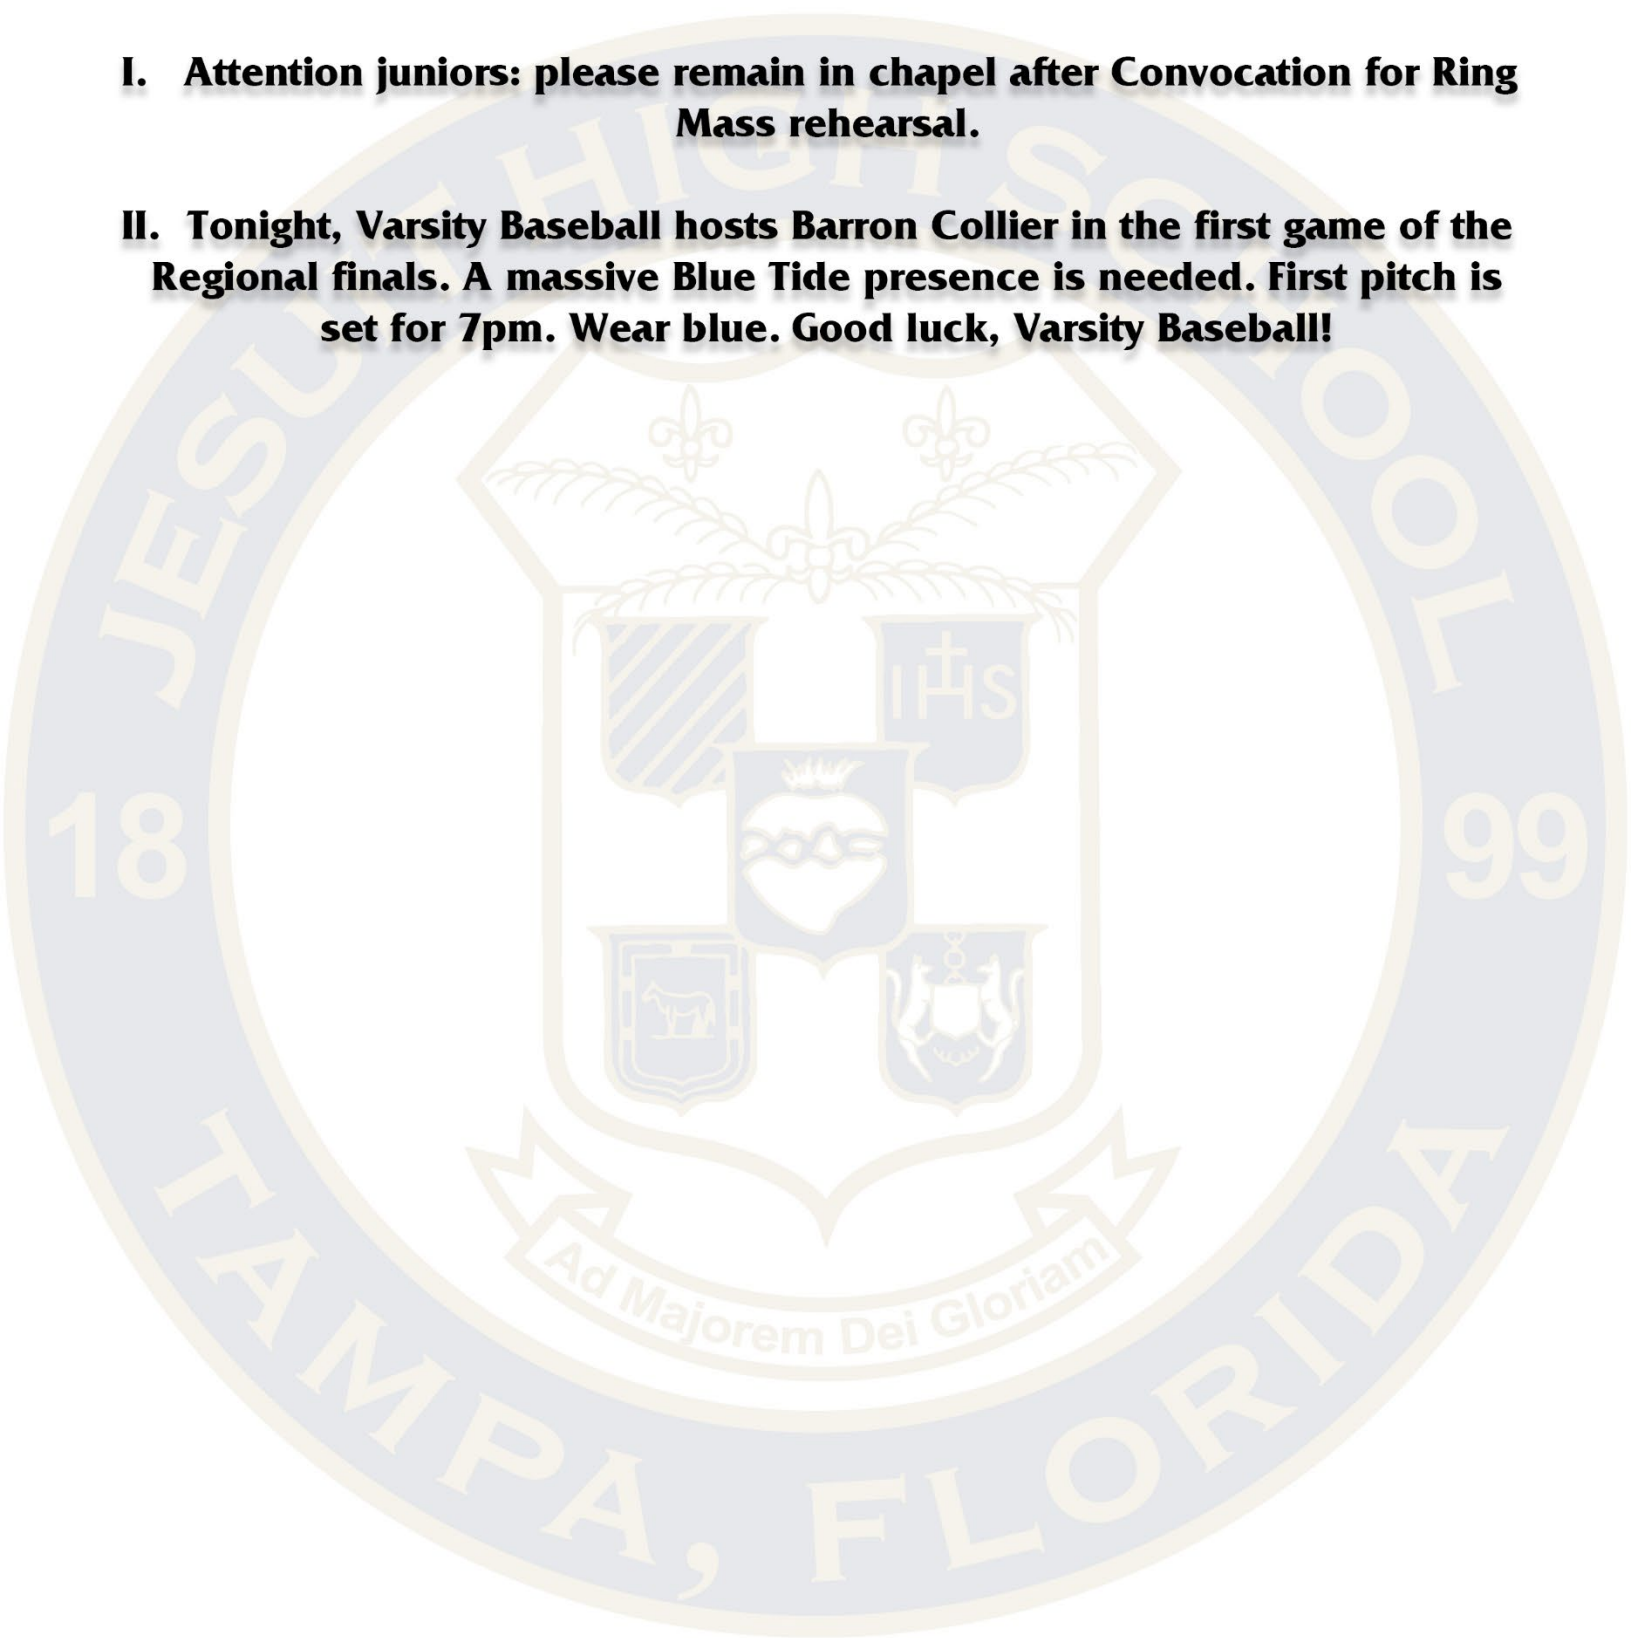 I. Attention juniors: please remain in chapel after Convocation for Ring
Mass rehearsal.
II. Tonight, Varsity Baseball hosts Barron Collier in the first game of the
Regional finals. A massive Blue Tide presence is needed. First pitch is
set for 7pm. Wear blue. Good luck, Varsity Baseball!
JESUIT HIGH SCHOOL
IHS
18 99
Ad Majorem Dei Gloriam
TAMPA, FLORIDA